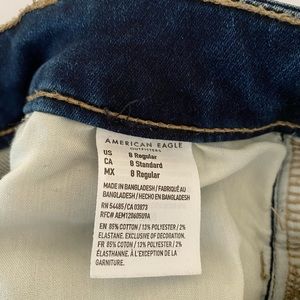 AMERICAN EAGLE
OUTFITTERS
US 8 Regular
CA 8 Standard
MX 8 Regular
MADE IN BANGLADESH / FABRIQUÉ AU
BANGLADESH / HECHO EN BANGLADESH
RN 54485/CA 03873
RFC# AEM12060509A
EN: 85% COTTON / 13% POLYESTER / 2%
ELASTANE. EXCLUSIVE OF DECORATION.
FR: 85% COTON / 13% POLYESTER / 2%
ÉLASTHANNE. À L'EXCEPTION DE LA
GARNITURE.